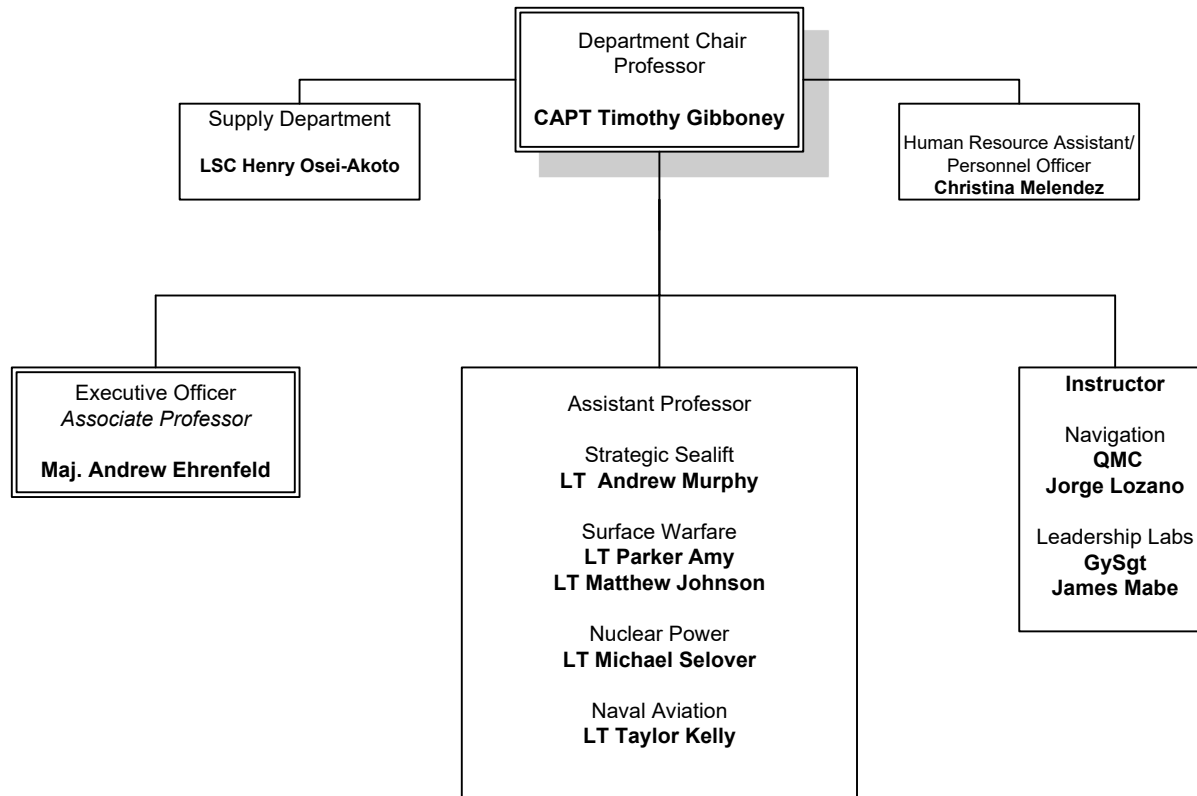 Department Chair
Professor
CAPT Timothy Gibboney
Supply Department
LSC Henry Osei-Akoto
Human Resource Assistant/
Personnel Officer
Christina Melendez
Executive Officer
Associate Professor
Maj. Andrew Ehrenfeld
Assistant Professor
Strategic Sealift
LT Andrew Murphy
Surface Warfare
LT Parker Amy
LT Matthew Johnson
Nuclear Power
LT Michael Selover
Naval Aviation
LT Taylor Kelly
Instructor
Navigation
QMC
Jorge Lozano
Leadership Labs
GySgt
James Mabe